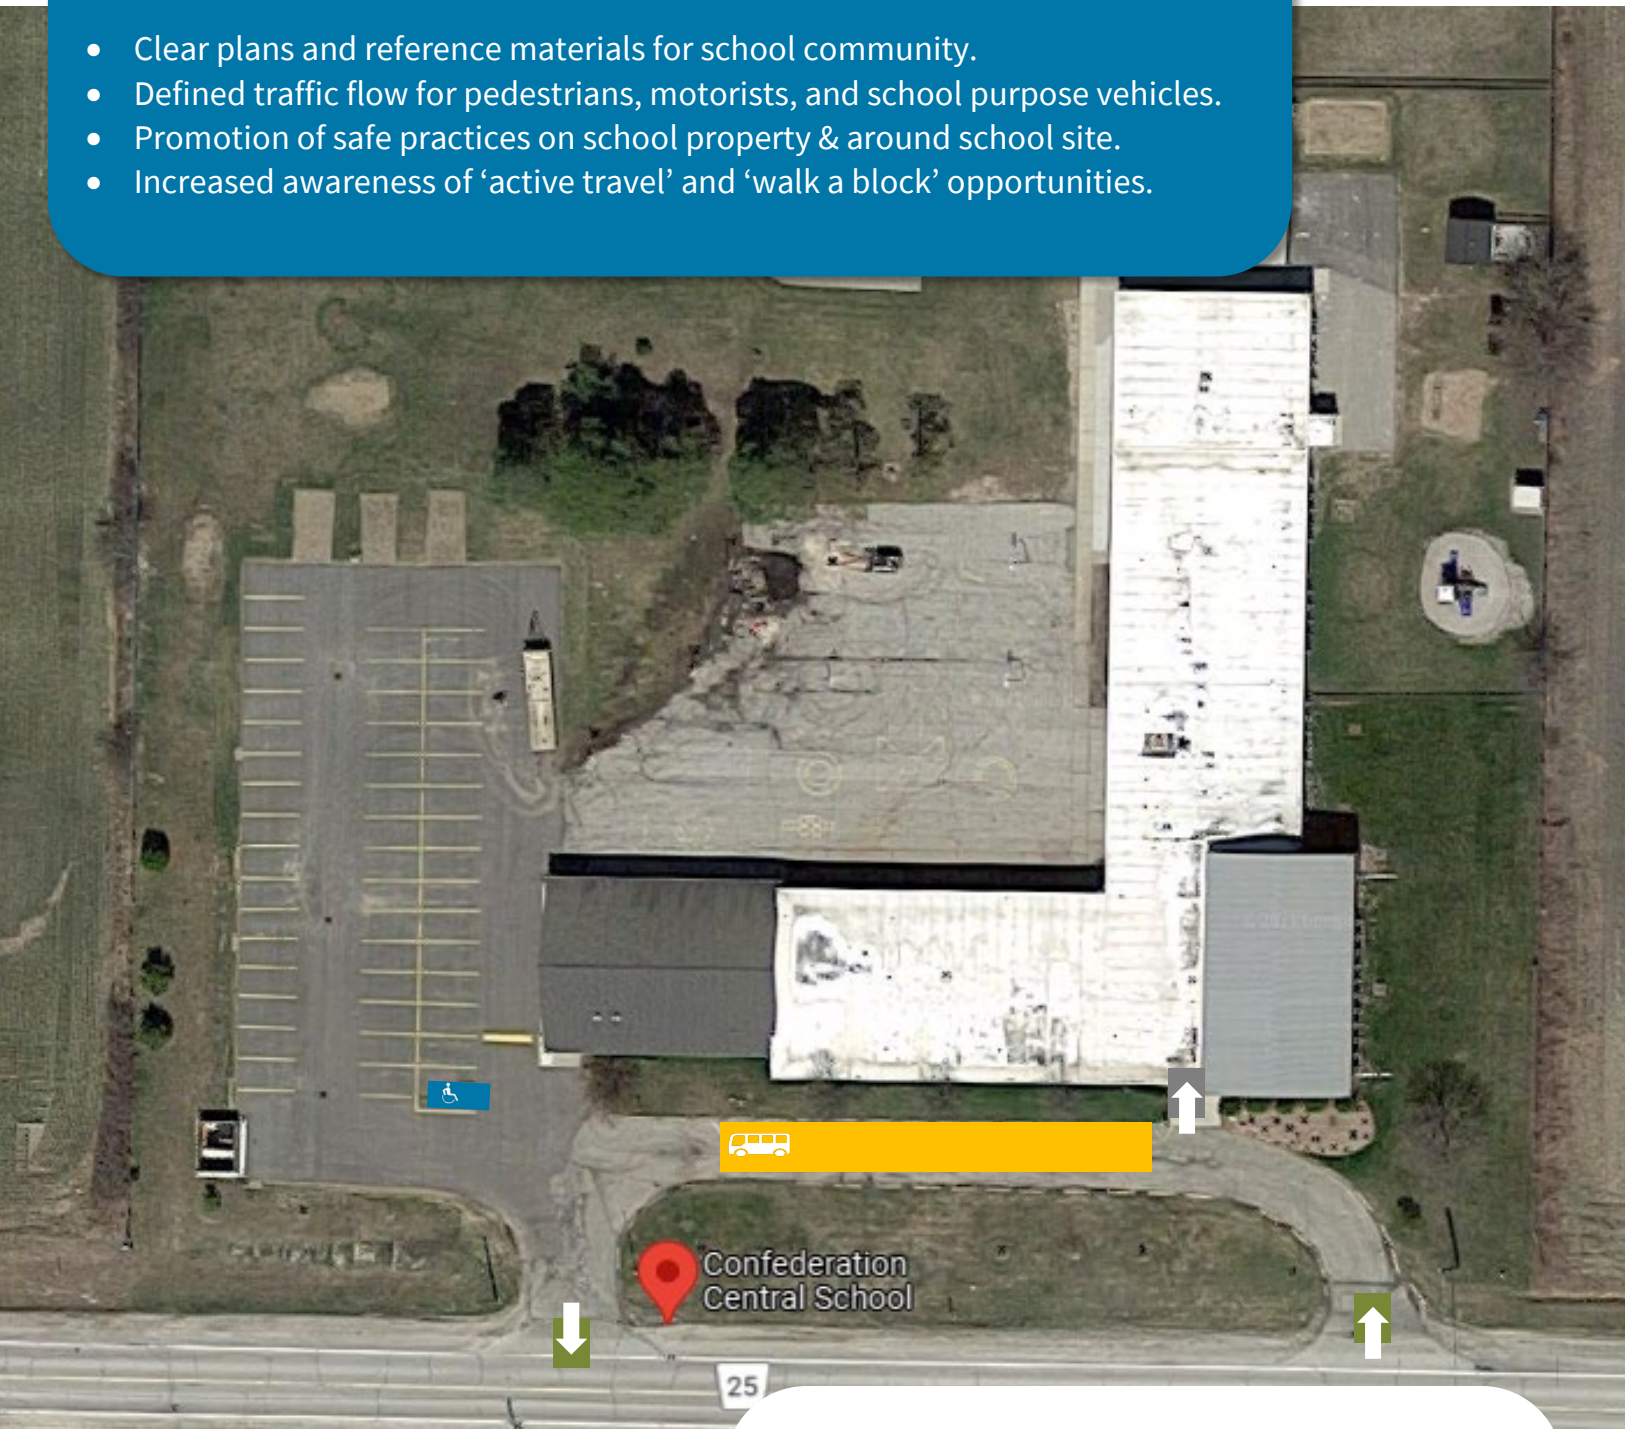 • Clear plans and reference materials for school community.
• Defined traffic flow for pedestrians, motorists, and school purpose vehicles.
• Promotion of safe practices on school property & around school site.
• Increased awareness of ‘active travel’ and ‘walk a block’ opportunities.
Confederation
Central School
25